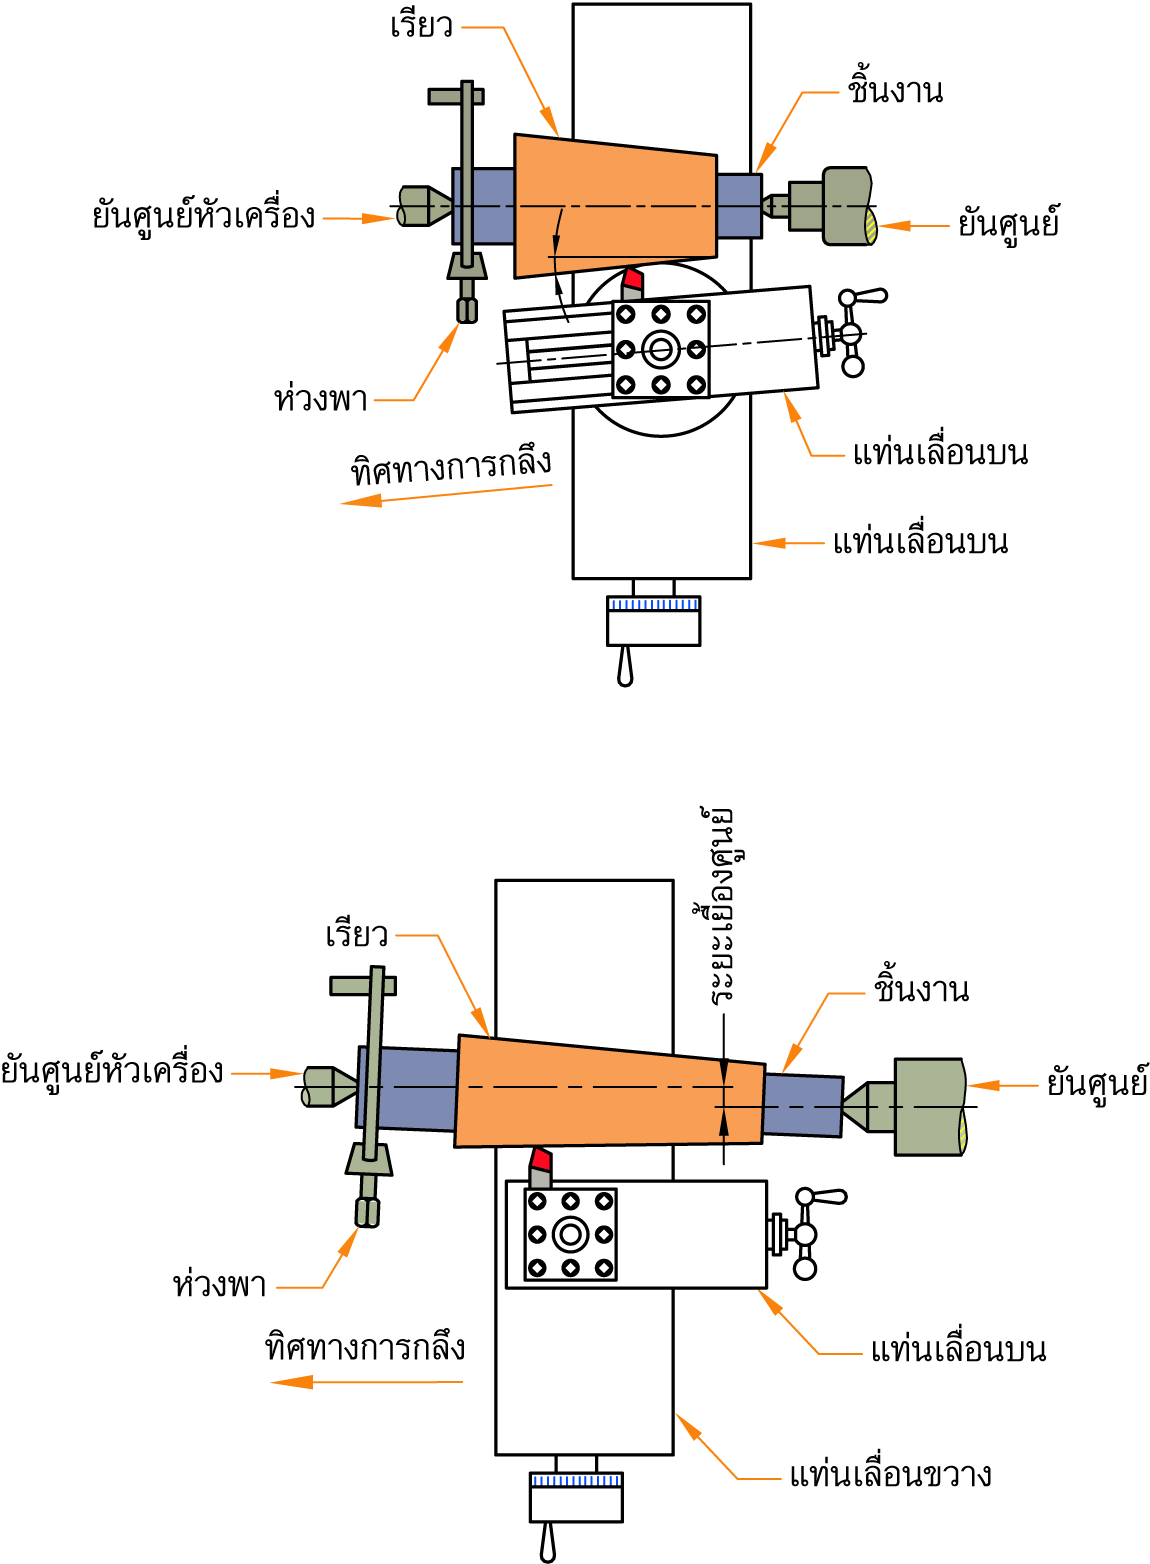 เรียว
ชิ้นงาน
ยันศูนย์หัวเครื่อง
ยันศูนย์
ห่วงพา
แท่นเลื่อนบน
ทิศทางการกลึง
แท่นเลื่อนบน
ระยะเยื้องศูนย์
เรียว
ชิ้นงาน
ยันศูนย์หัวเครื่อง
ยันศูนย์
ห่วงพา
ทิศทางการกลึง
แท่นเลื่อนบน
แท่นเลื่อนขวาง